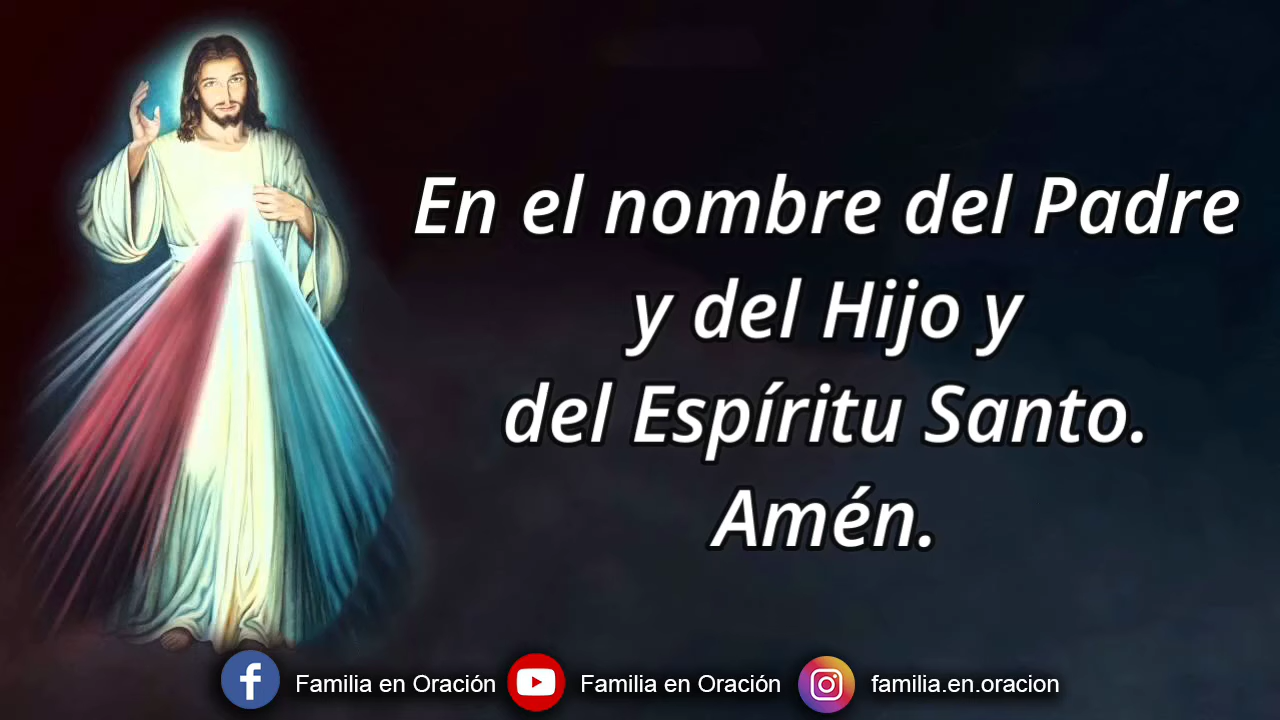 En el nombre del Padre
y del Hijo y
del Espíritu Santo.
Amén.
Familia en Oración Familia en Oración familia.en.oracion